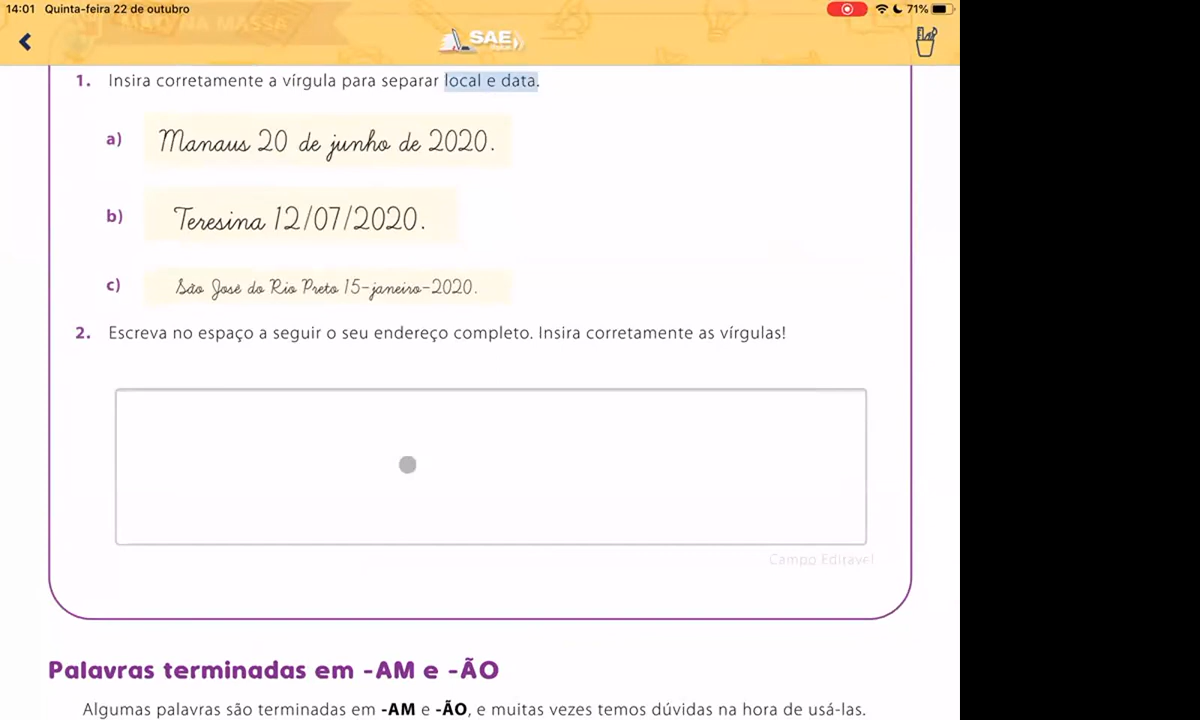 14:01 Quinta-feira 22 de outubro 71%
MÃO NA MASSA
SAE
1. Insira corretamente a vírgula para separar local e data.
a) Manaus 20 de junho de 2020.
b) Teresina 12/07/2020.
c) São José do Rio Preto 15-janeiro-2020.
2. Escreva no espaço a seguir o seu endereço completo. Insira corretamente as vírgulas!
Campo Editável
Palavras terminadas em -AM e -ÃO
Algumas palavras são terminadas em -AM e -ÃO, e muitas vezes temos dúvidas na hora de usá-las.